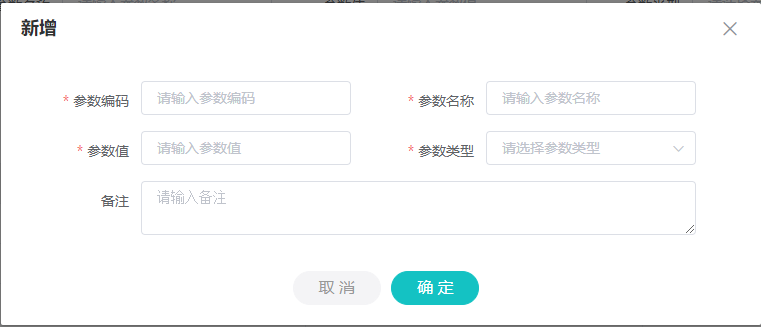 新增
* 参数编码 请输入参数编码 * 参数名称 请输入参数名称
* 参数值 请输入参数值 * 参数类型 请选择参数类型
备注 请输入备注
取消 确定